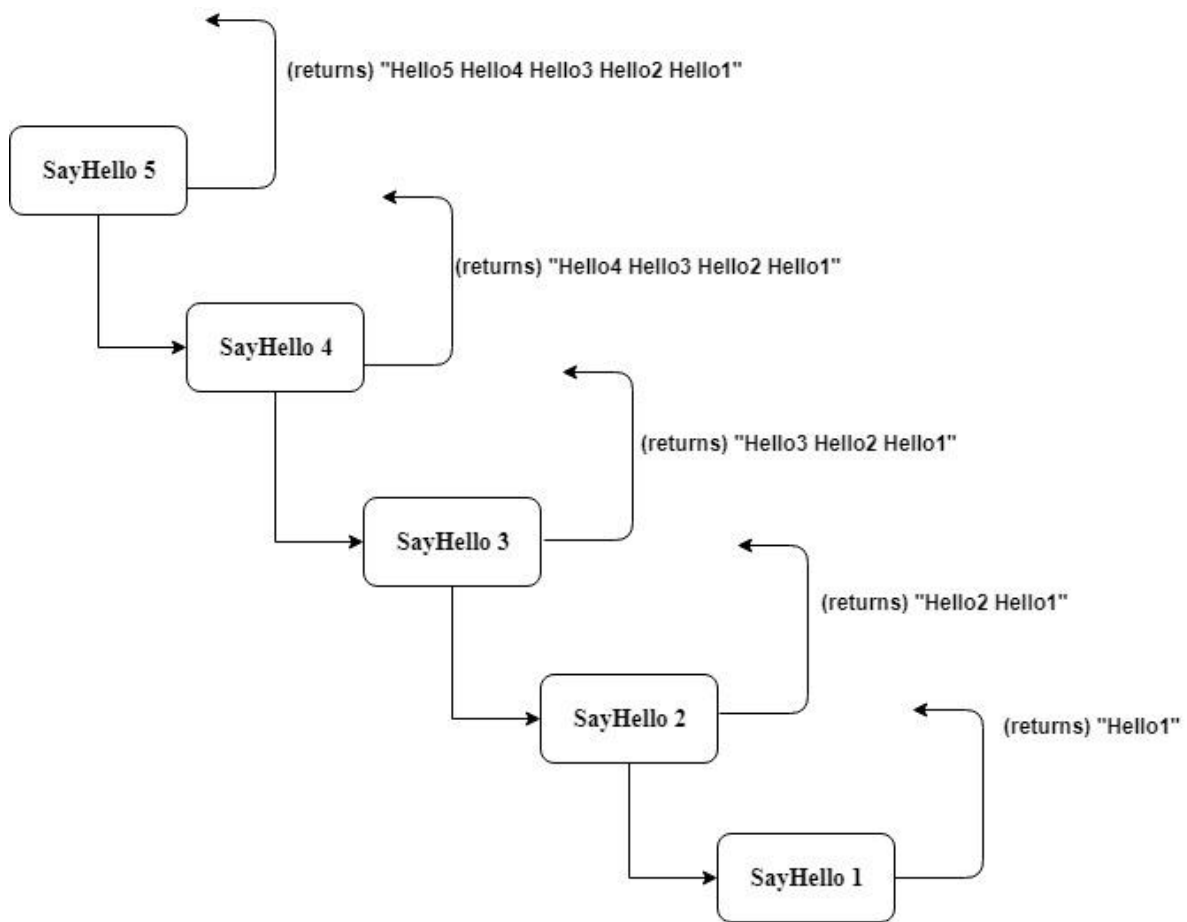 (returns) "Hello5 Hello4 Hello3 Hello2 Hello1"
SayHello 5
(returns) "Hello4 Hello3 Hello2 Hello1"
SayHello 4
(returns) "Hello3 Hello2 Hello1"
SayHello 3
(returns) "Hello2 Hello1"
SayHello 2
(returns) "Hello1"
SayHello 1